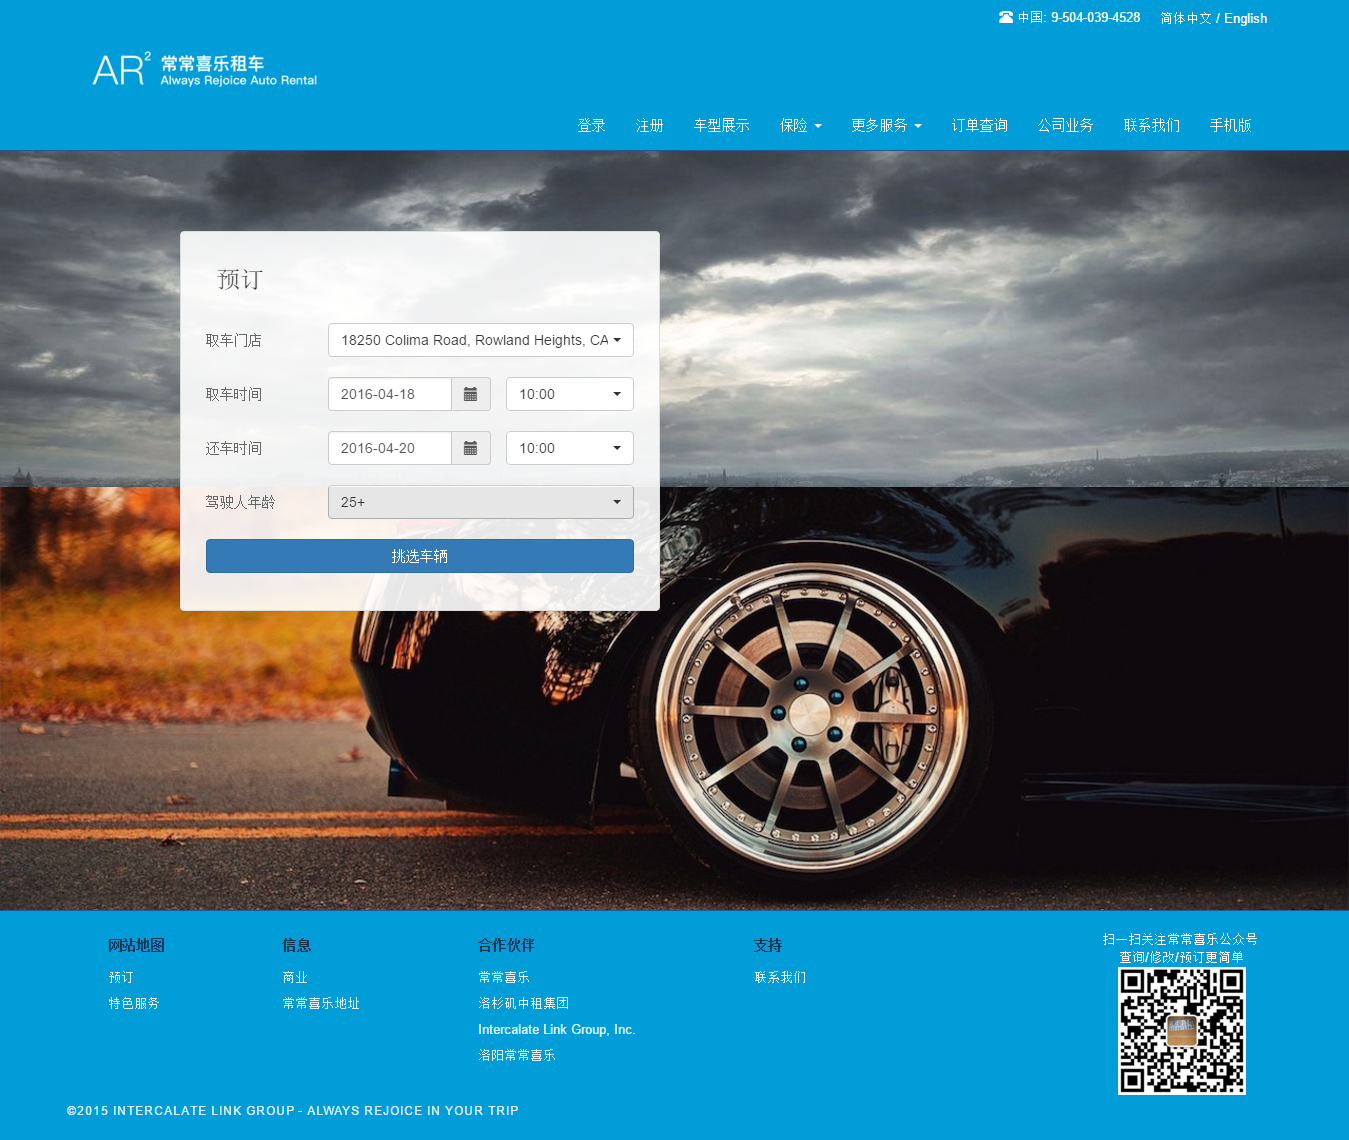 中国: 9-504-039-4528 简体中文 / English
AR² 常常喜乐租车
Always Rejoice Auto Rental
登录 注册 车型展示 保险 更多服务 订单查询 公司业务 联系我们 手机版
预订
取车门店 18250 Colima Road, Rowland Heights, CA
取车时间 2016-04-18 10:00
还车时间 2016-04-20 10:00
驾驶人年龄 25+
挑选车辆
网站地图
预订
特色服务
信息
商业
常常喜乐地址
合作伙伴
常常喜乐
洛杉矶中租集团
Intercalate Link Group, Inc.
洛阳常常喜乐
支持
联系我们
扫一扫关注常常喜乐公众号
查询/修改/预订更简单
©2015 INTERCALATE LINK GROUP - ALWAYS REJOICE IN YOUR TRIP